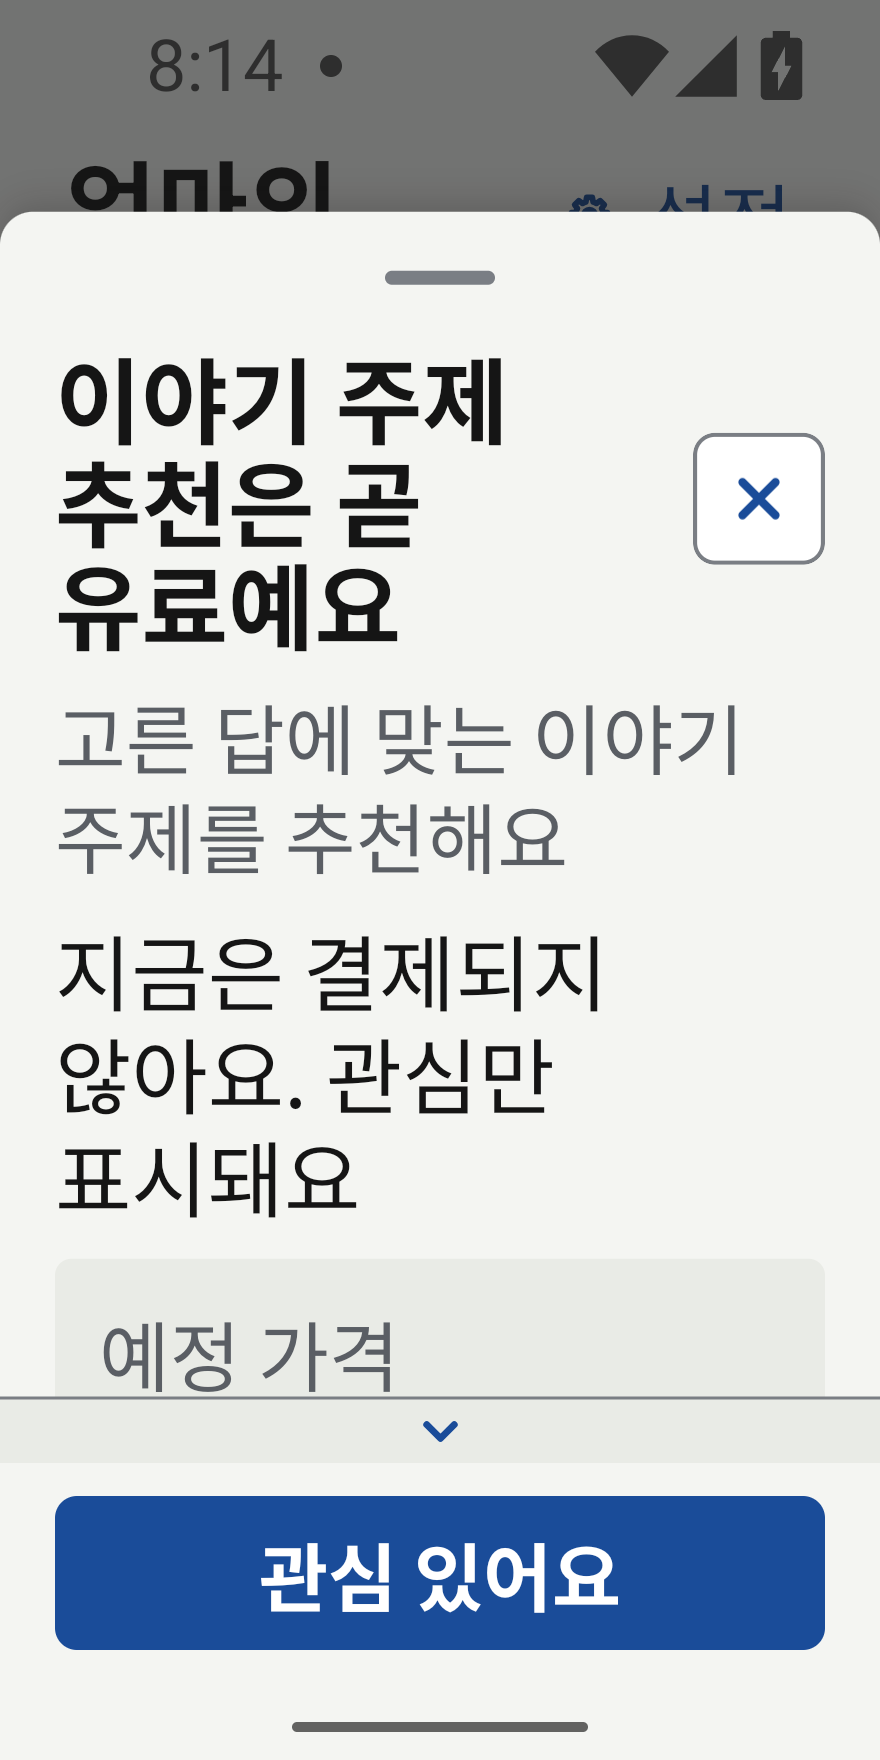 8:14
이야기 주제
추천은 곧
유료예요
고른 답에 맞는 이야기
주제를 추천해요
지금은 결제되지
않아요. 관심만
표시돼요
예정 가격
관심 있어요